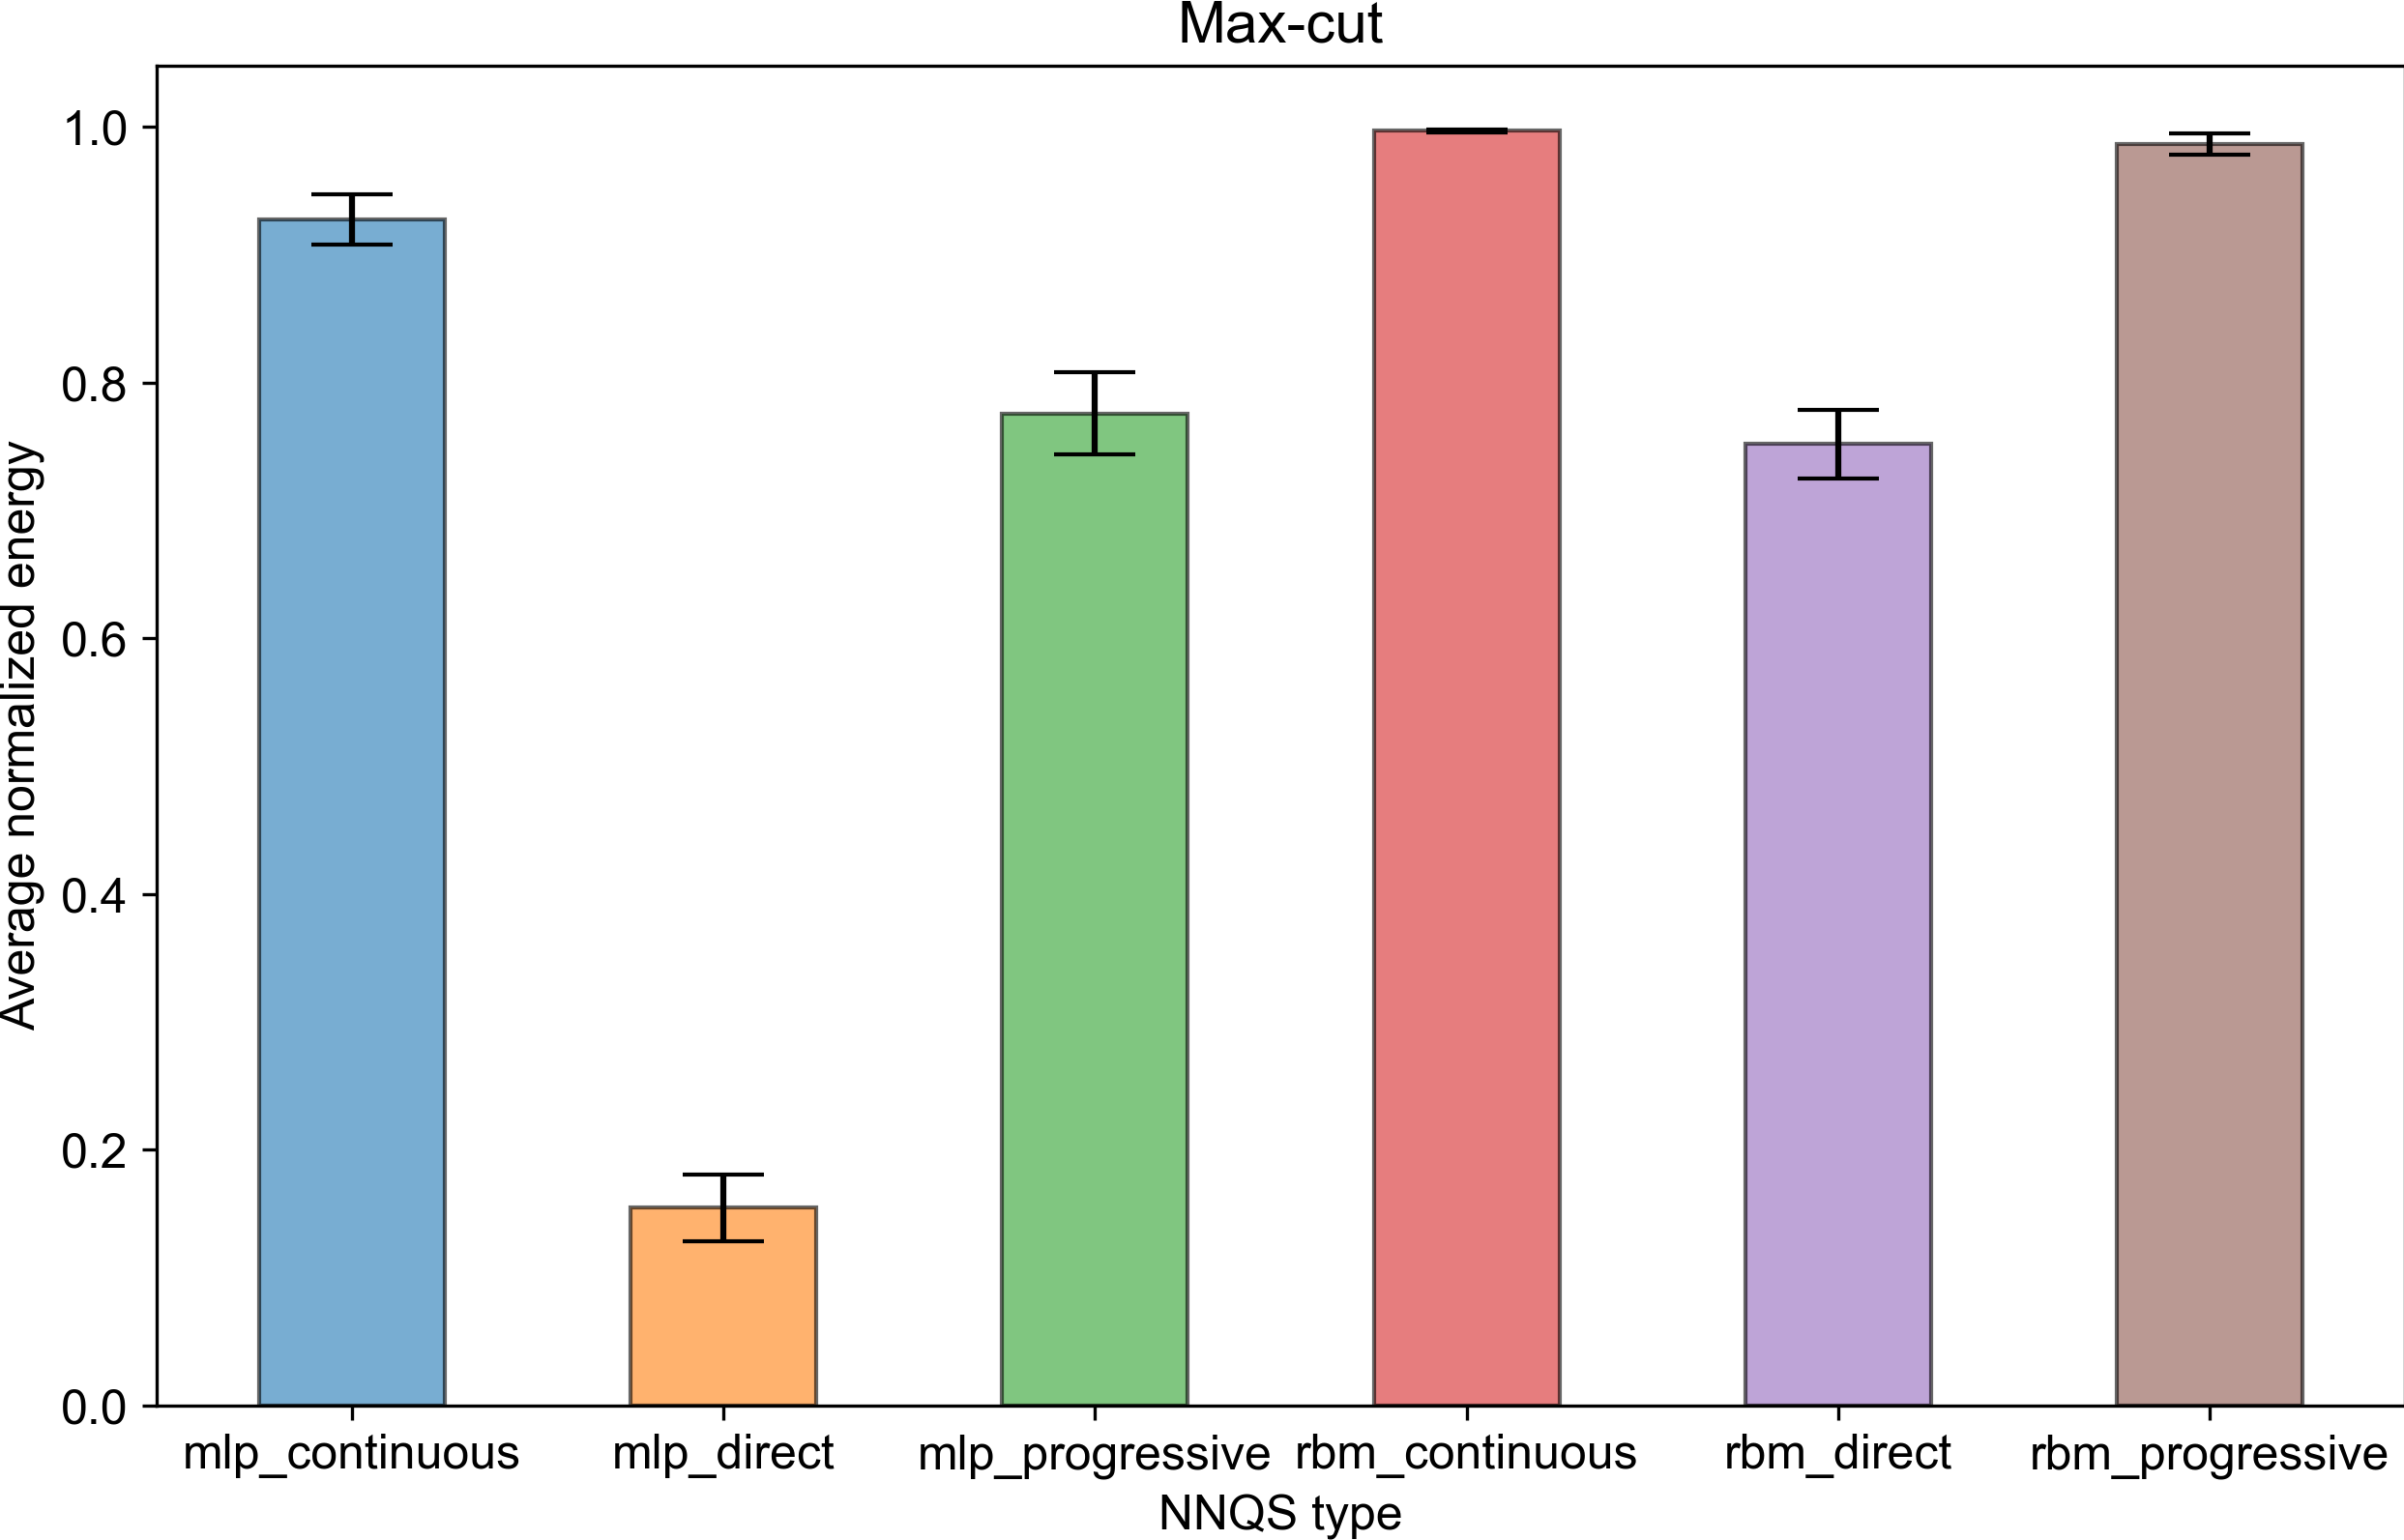 Max-cut
Average normalized energy
1.0
0.8
0.6
0.4
0.2
0.0
mlp_continuous mlp_direct mlp_progressive rbm_continuous rbm_direct rbm_progressive
NNQS type